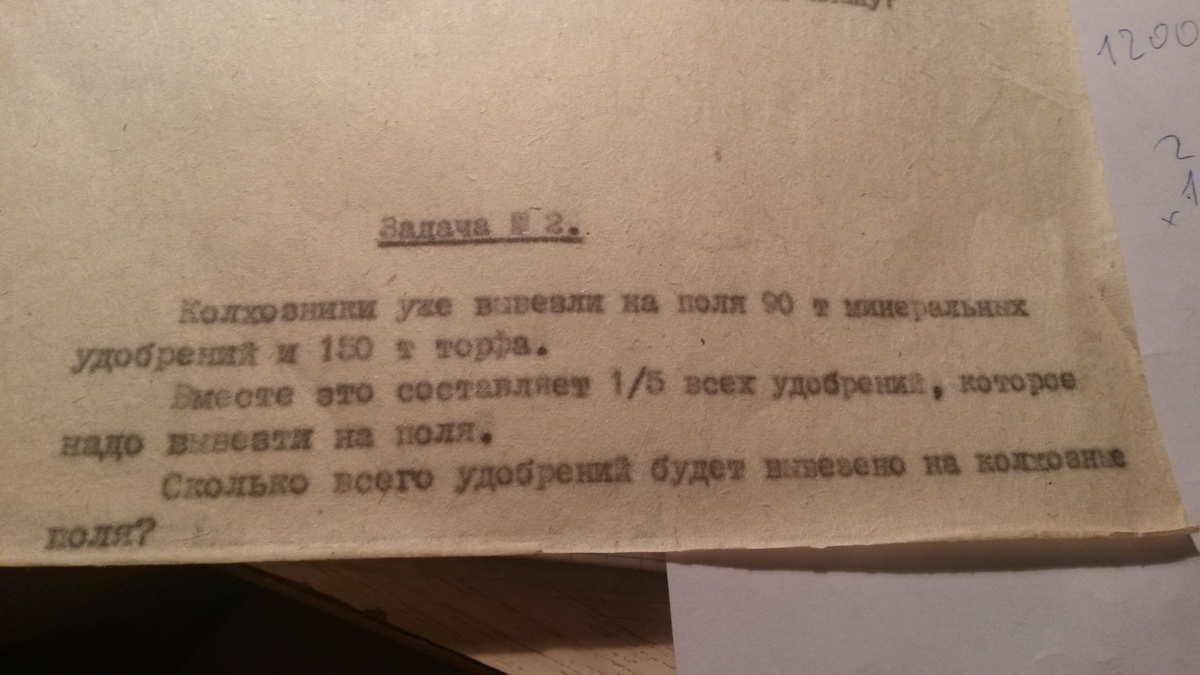 1200
2
1
Задача № 2.
Колхозники уже вывезли на поля 90 т минеральных
удобрений и 150 т торфа.
Вместе это составляет 1/5 всех удобрений, которое
надо вывезти на поля.
Сколько всего удобрений будет вывезено на колхозные
поля?